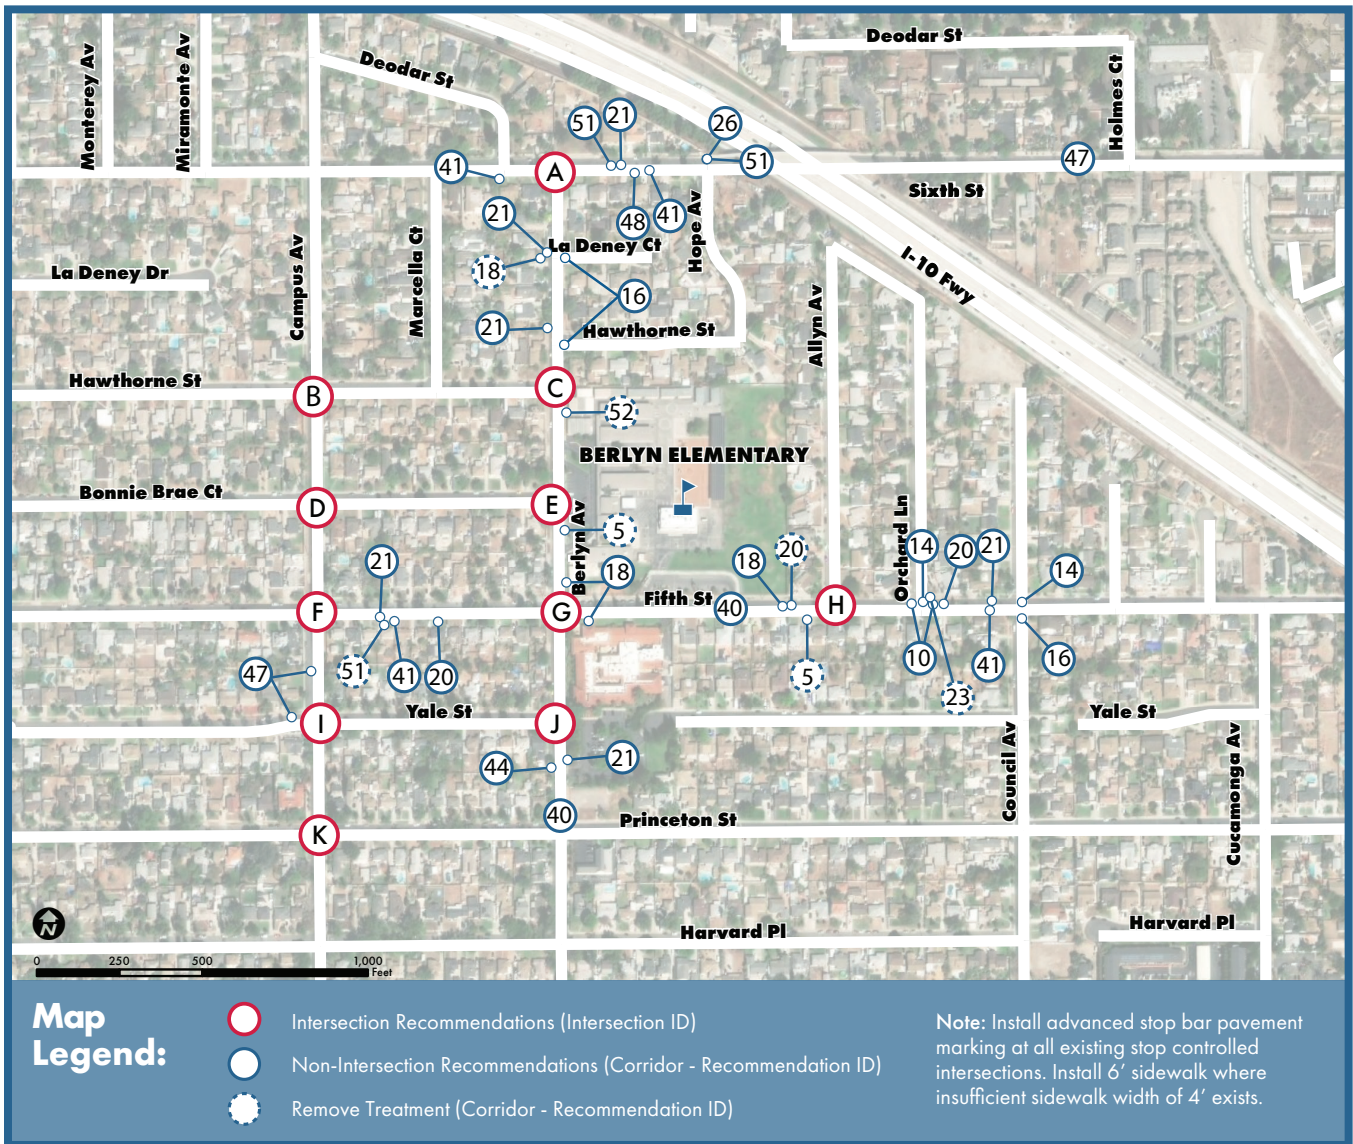 Deodar St
Deodar St
Monterey Av
Miramonte Av
Holmes Ct
51
21
26
41
A
51
47
Sixth St
21
48
41
Hope Av
La Deney Ct
18
La Deney Dr
Campus Av
Marcella Ct
16
I-10 Fwy
Allyn Av
21
Hawthorne St
Hawthorne St
B
C
52
BERLYN ELEMENTARY
Bonnie Brae Ct
D
E
Berlyn Av
5
Orchard Ln
14
20
21
18
20
21
18
14
Fifth St
40
F
G
H
47
51
41
20
5
10
23
41
16
Yale St
I
J
Yale St
Council Av
Cucamonga Av
44
21
40
Princeton St
K
N
Harvard Pl
Harvard Pl
0 250 500 1,000
Feet
Map
Legend:
Intersection Recommendations (Intersection ID)
Non-Intersection Recommendations (Corridor - Recommendation ID)
Remove Treatment (Corridor - Recommendation ID)
Note: Install advanced stop bar pavement
marking at all existing stop controlled
intersections. Install 6’ sidewalk where
insufficient sidewalk width of 4’ exists.